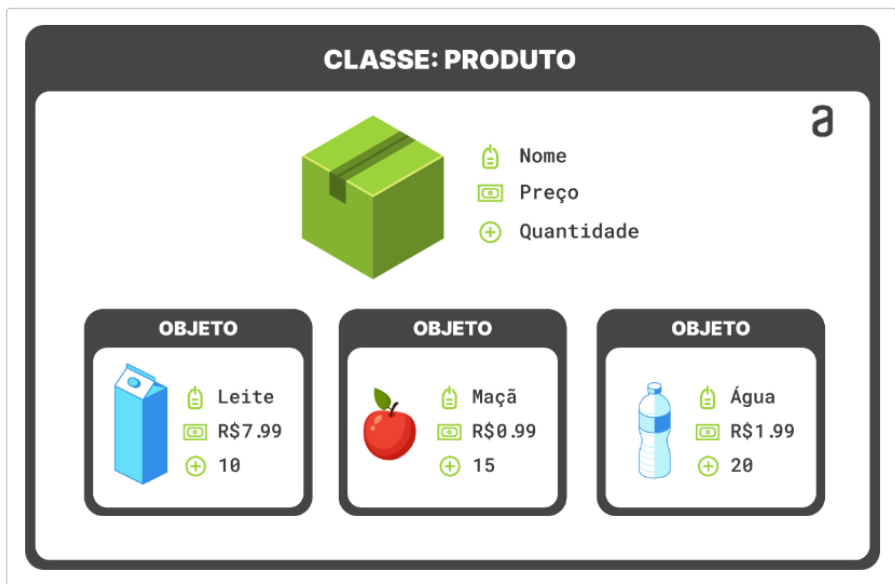 CLASSE: PRODUTO
a
Nome
Preço
Quantidade
OBJETO
Leite
R$7.99
10
OBJETO
Maçã
R$0.99
15
OBJETO
Água
R$1.99
20